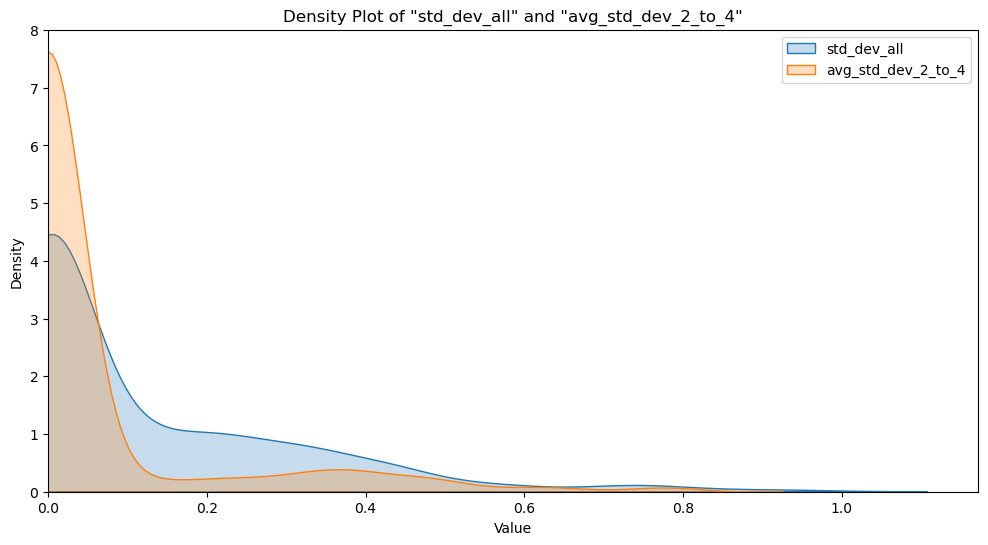 Density Plot of "std_dev_all" and "avg_std_dev_2_to_4"
std_dev_all
avg_std_dev_2_to_4
Density
8
7
6
5
4
3
2
1
0
0.0 0.2 0.4 0.6 0.8 1.0
Value